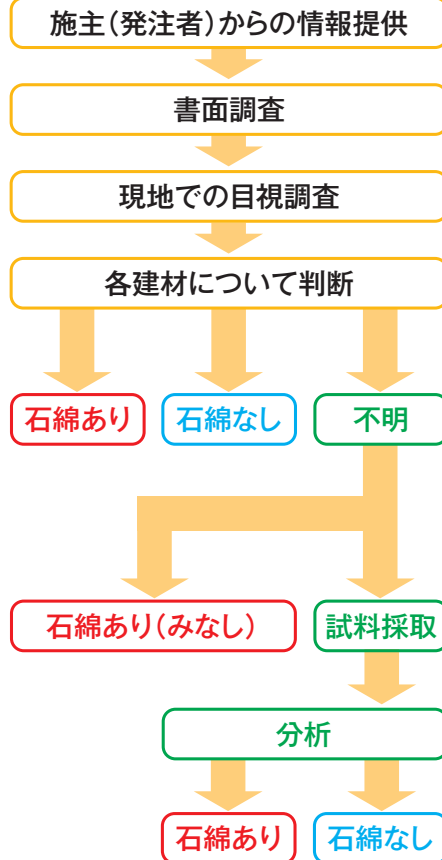 施主(発注者)からの情報提供
書面調査
現地での目視調査
各建材について判断
石綿あり
石綿なし
不明
石綿あり(みなし)
試料採取
分析
石綿あり
石綿なし